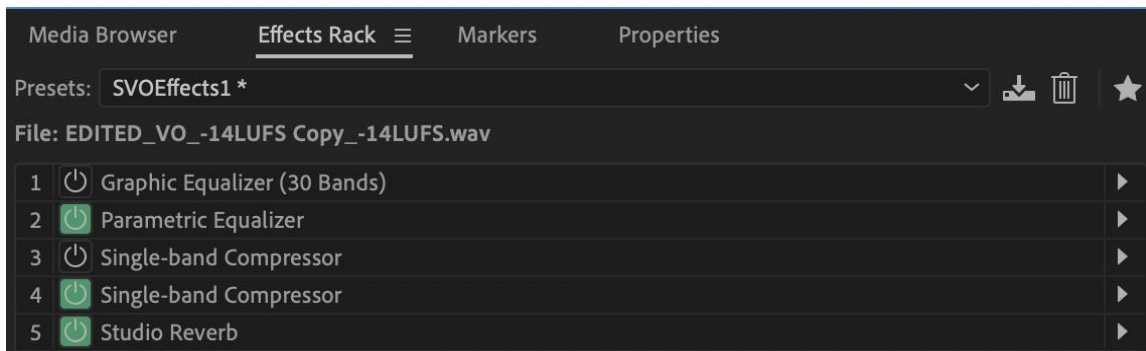 Media Browser Effects Rack Markers Properties
Presets: SVOEffects1 *
File: EDITED_VO_-14LUFS Copy_-14LUFS.wav
1 Graphic Equalizer (30 Bands)
2 Parametric Equalizer
3 Single-band Compressor
4 Single-band Compressor
5 Studio Reverb